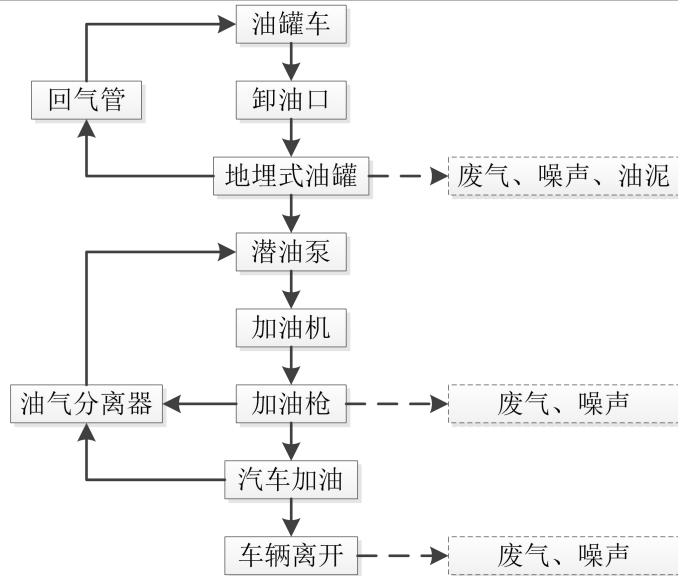 油罐车
回气管
卸油口
地埋式油罐
废气、噪声、油泥
潜油泵
加油机
油气分离器
加油枪
废气、噪声
汽车加油
车辆离开
废气、噪声